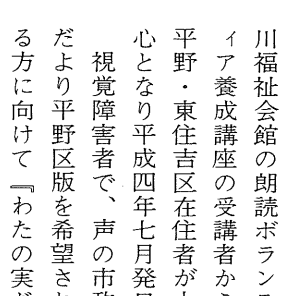 川福祉会館の朗読ボラン
ィア養成講座の受講者か
平野・東住吉区在住者が
心となり平成四年七月発
視覚障害者で、声の市政
だより平野区版を希望さ
る方に向けて『わたの実